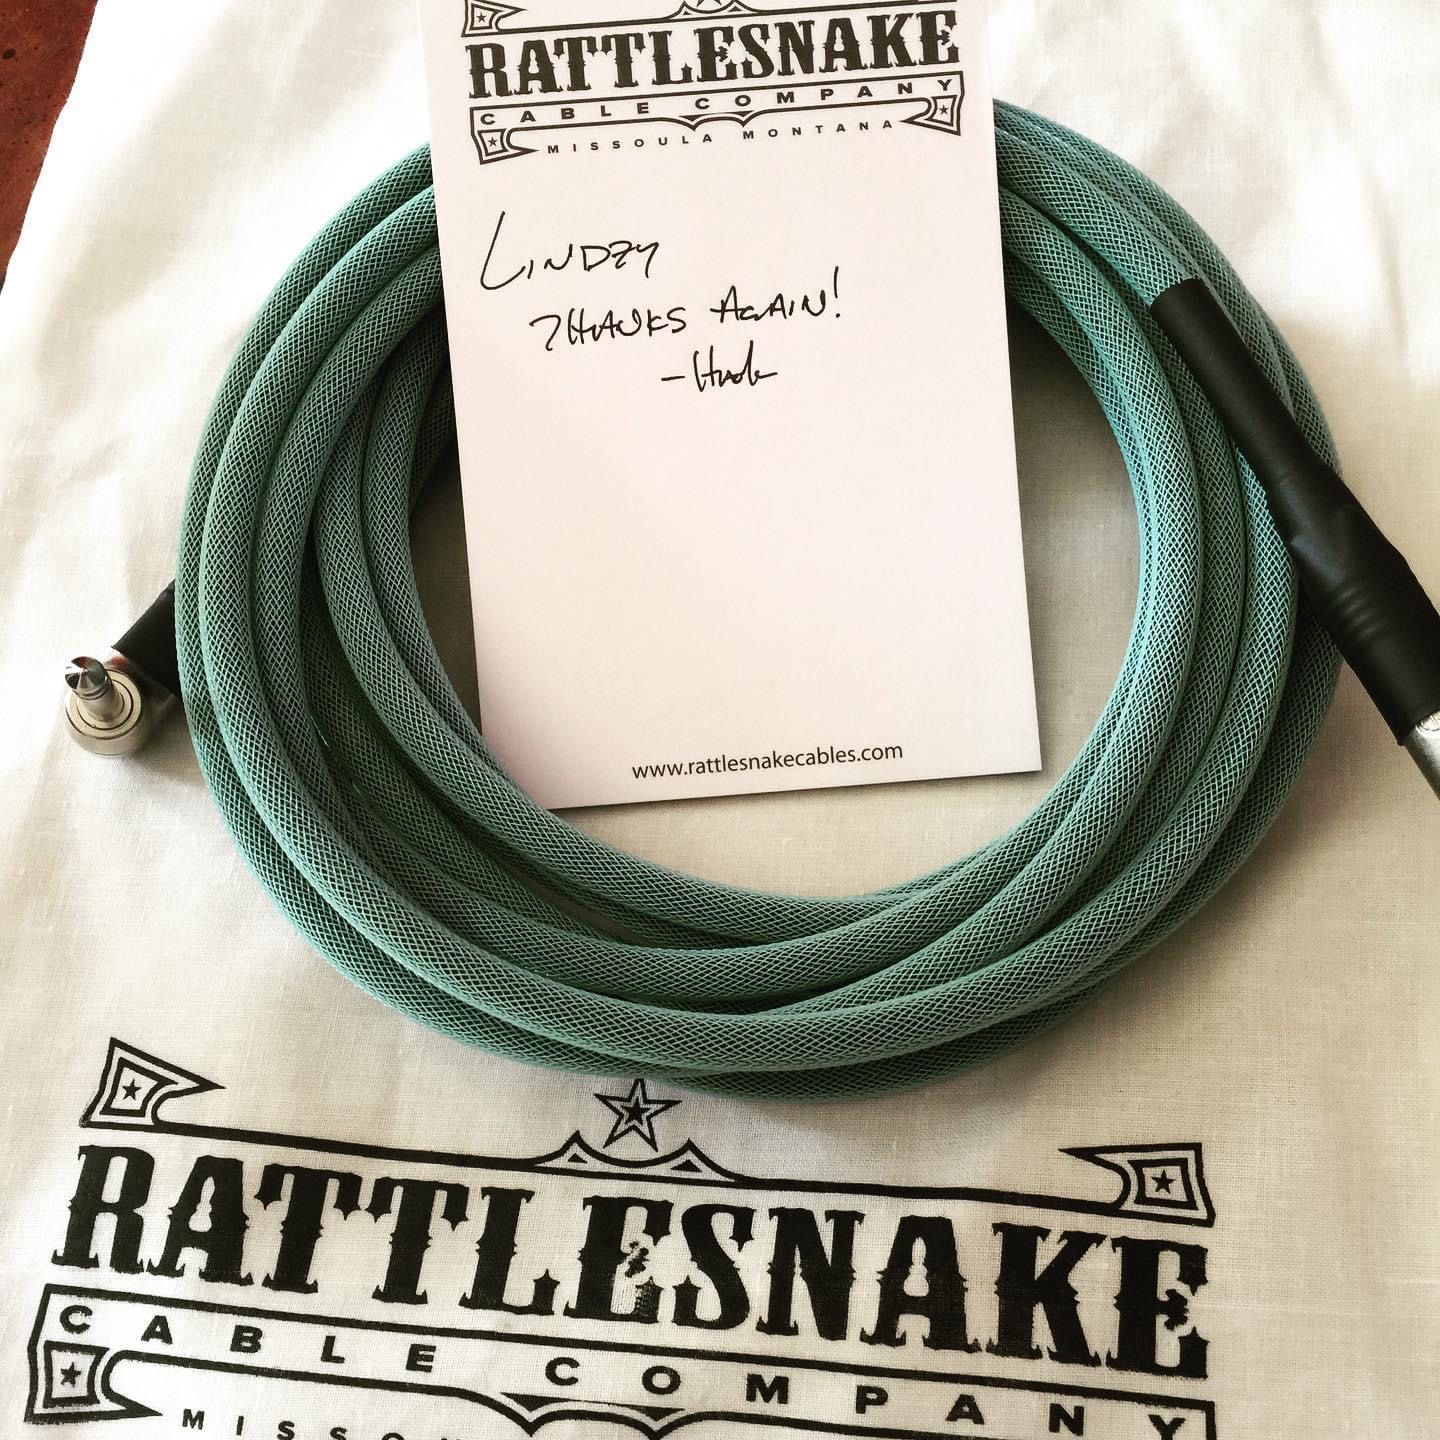 RATTLESNAKE
CABLE COMPANY
MISSOULA MONTANA
LINDZY
THANKS AGAIN!
www.rattlesnakecables.com
RATTLESNAKE
CABLE COMPANY